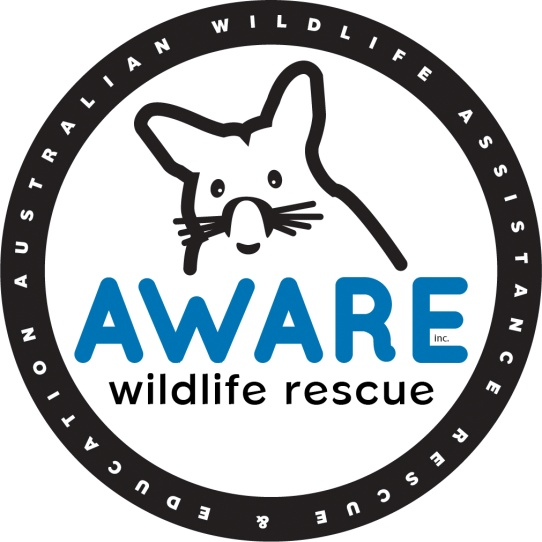 AUSTRALIAN WILDLIFE ASSISTANCE RESCUE & EDUCATION
AWARE
inc.
wildlife rescue